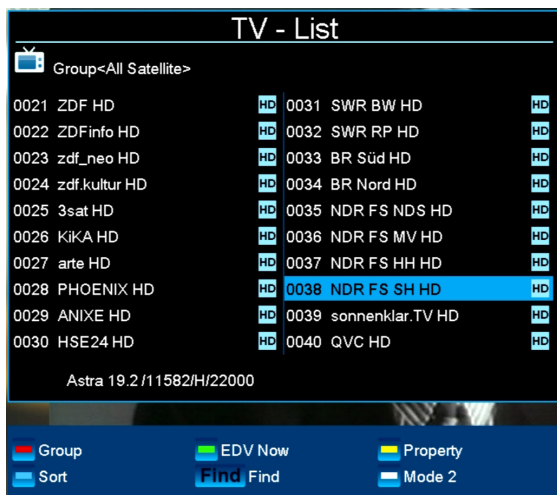 TV - List
Group<All Satellite>
0021 ZDF HD HD
0022 ZDFinfo HD HD
0023 zdf_neo HD HD
0024 zdf.kultur HD HD
0025 3sat HD HD
0026 KiKA HD HD
0027 arte HD HD
0028 PHOENIX HD HD
0029 ANIXE HD HD
0030 HSE24 HD HD
0031 SWR BW HD HD
0032 SWR RP HD HD
0033 BR Süd HD HD
0034 BR Nord HD HD
0035 NDR FS NDS HD HD
0036 NDR FS MV HD HD
0037 NDR FS HH HD HD
0038 NDR FS SH HD HD
0039 sonnenklar.TV HD HD
0040 QVC HD HD
Astra 19.2 /11582/H/22000
Group EDV Now Property
Sort Find Find Mode 2